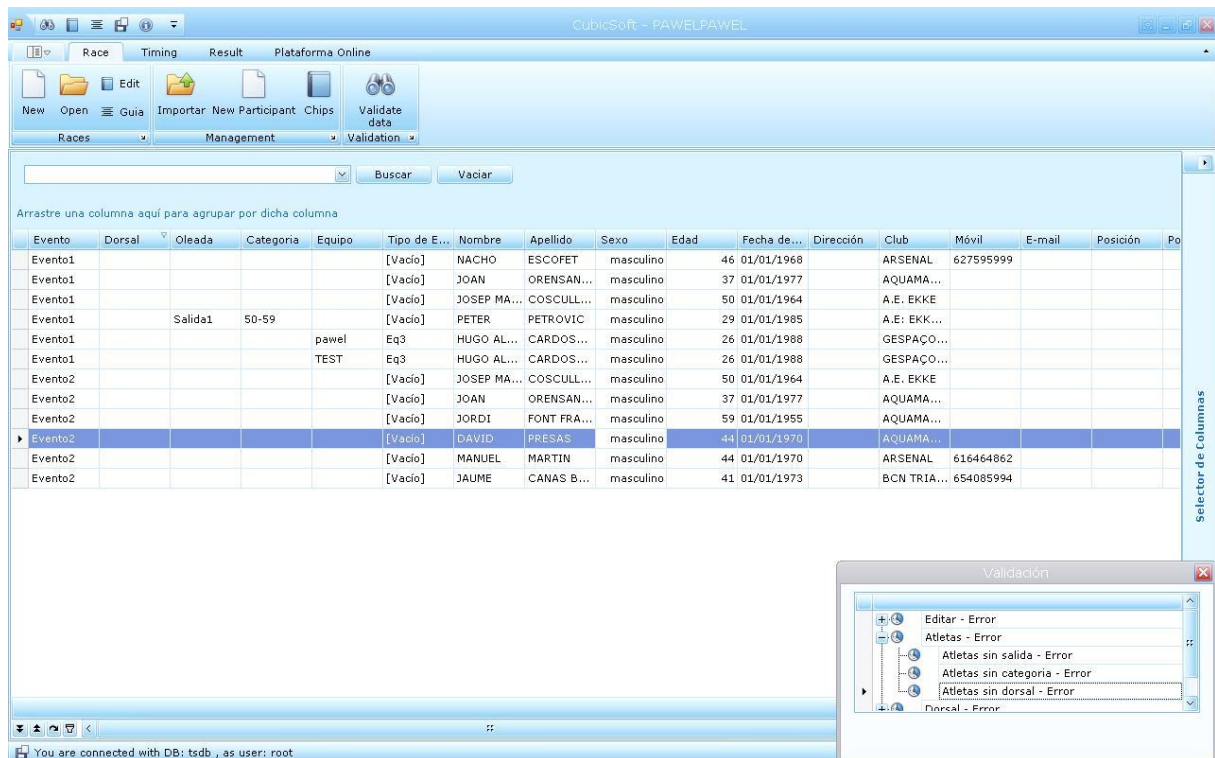 CubicSoft - PAWELPAWEL
Race Timing Result Plataforma Online
New Open Edit Guia Importar New Participant Chips Validate data
Races Management Validation
Buscar Vaciar
Arrastre una columna aquí para agrupar por dicha columna
Evento Dorsal Oleada Categoria Equipo Tipo de E... Nombre Apellido Sexo Edad Fecha de... Dirección Club Móvil E-mail Posición Po
Evento1 [Vacío] NACHO ESCOFET masculino 46 01/01/1968 ARSENAL 627595999
Evento1 [Vacío] JOAN ORENSAN... masculino 37 01/01/1977 AQUAMA...
Evento1 [Vacío] JOSEP MA... COSCULL... masculino 50 01/01/1964 A.E. EKKE
Evento1 Salida1 50-59 [Vacío] PETER PETROVIC masculino 29 01/01/1985 A.E: EKK...
Evento1 pawel Eq3 HUGO AL... CARDOS... masculino 26 01/01/1988 GESPAÇO...
Evento1 TEST Eq3 HUGO AL... CARDOS... masculino 26 01/01/1988 GESPAÇO...
Evento2 [Vacío] JOSEP MA... COSCULL... masculino 50 01/01/1964 A.E. EKKE
Evento2 [Vacío] JOAN ORENSAN... masculino 37 01/01/1977 AQUAMA...
Evento2 [Vacío] JORDI FONT FRA... masculino 59 01/01/1955 AQUAMA...
Evento2 [Vacío] DAVID PRESAS masculino 44 01/01/1970 AQUAMA...
Evento2 [Vacío] MANUEL MARTIN masculino 44 01/01/1970 ARSENAL 616464862
Evento2 [Vacío] JAUME CANAS B... masculino 41 01/01/1973 BCN TRIA... 654085994
Selector de Columnas
Validación
Editar - Error
Atletas - Error
Atletas sin salida - Error
Atletas sin categoria - Error
Atletas sin dorsal - Error
Dorsal - Error
You are connected with DB: tsdb , as user: root